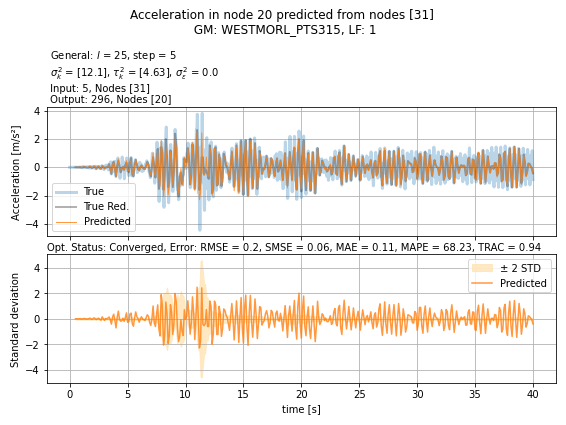 Acceleration in node 20 predicted from nodes [31]
GM: WESTMORL_PTS315, LF: 1
General: l = 25, step = 5
σ²ₖ = [12.1], τ²ₖ = [4.63], σ²ε = 0.0
Input: 5, Nodes [31]
Output: 296, Nodes [20]
4
2
0
−2
−4
Acceleration [m/s²]
True
True Red.
Predicted
Opt. Status: Converged, Error: RMSE = 0.2, SMSE = 0.06, MAE = 0.11, MAPE = 68.23, TRAC = 0.94
4
2
0
−2
−4
Standard deviation
± 2 STD
Predicted
0 5 10 15 20 25 30 35 40
time [s]